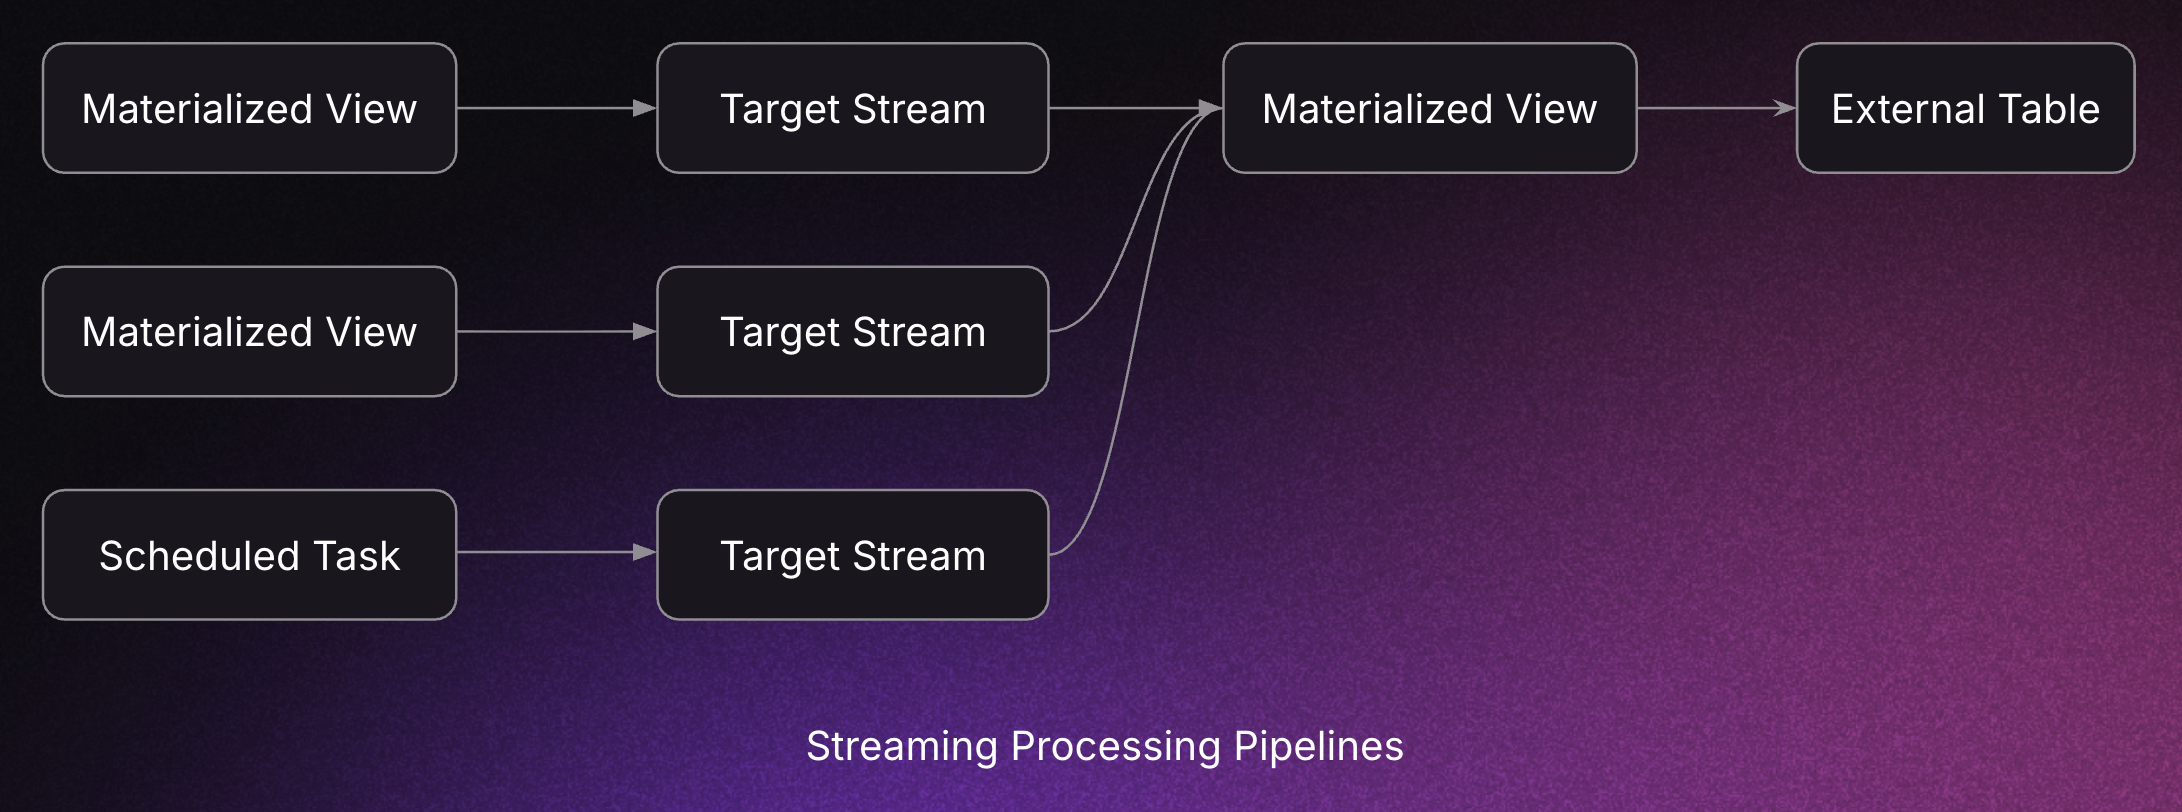 Materialized View
Target Stream
Materialized View
External Table
Materialized View
Target Stream
Scheduled Task
Target Stream
Streaming Processing Pipelines